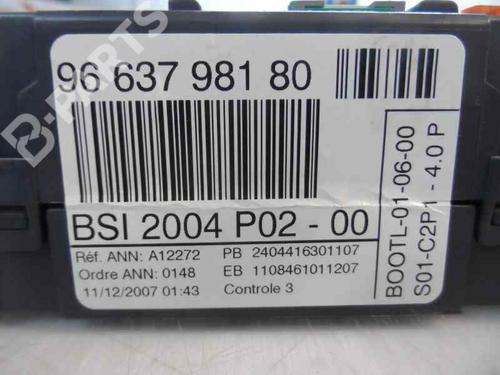 96 637 981 80
BSI 2004 P02 - 00
Réf. ANN: A12272 PB 2404416301107
Ordre ANN: 0148 EB 1108461011207
11/12/2007 01:43 Controle 3
BOOTL-01-06-00
S01-C2P1 - 4.0 P
B-PARTS